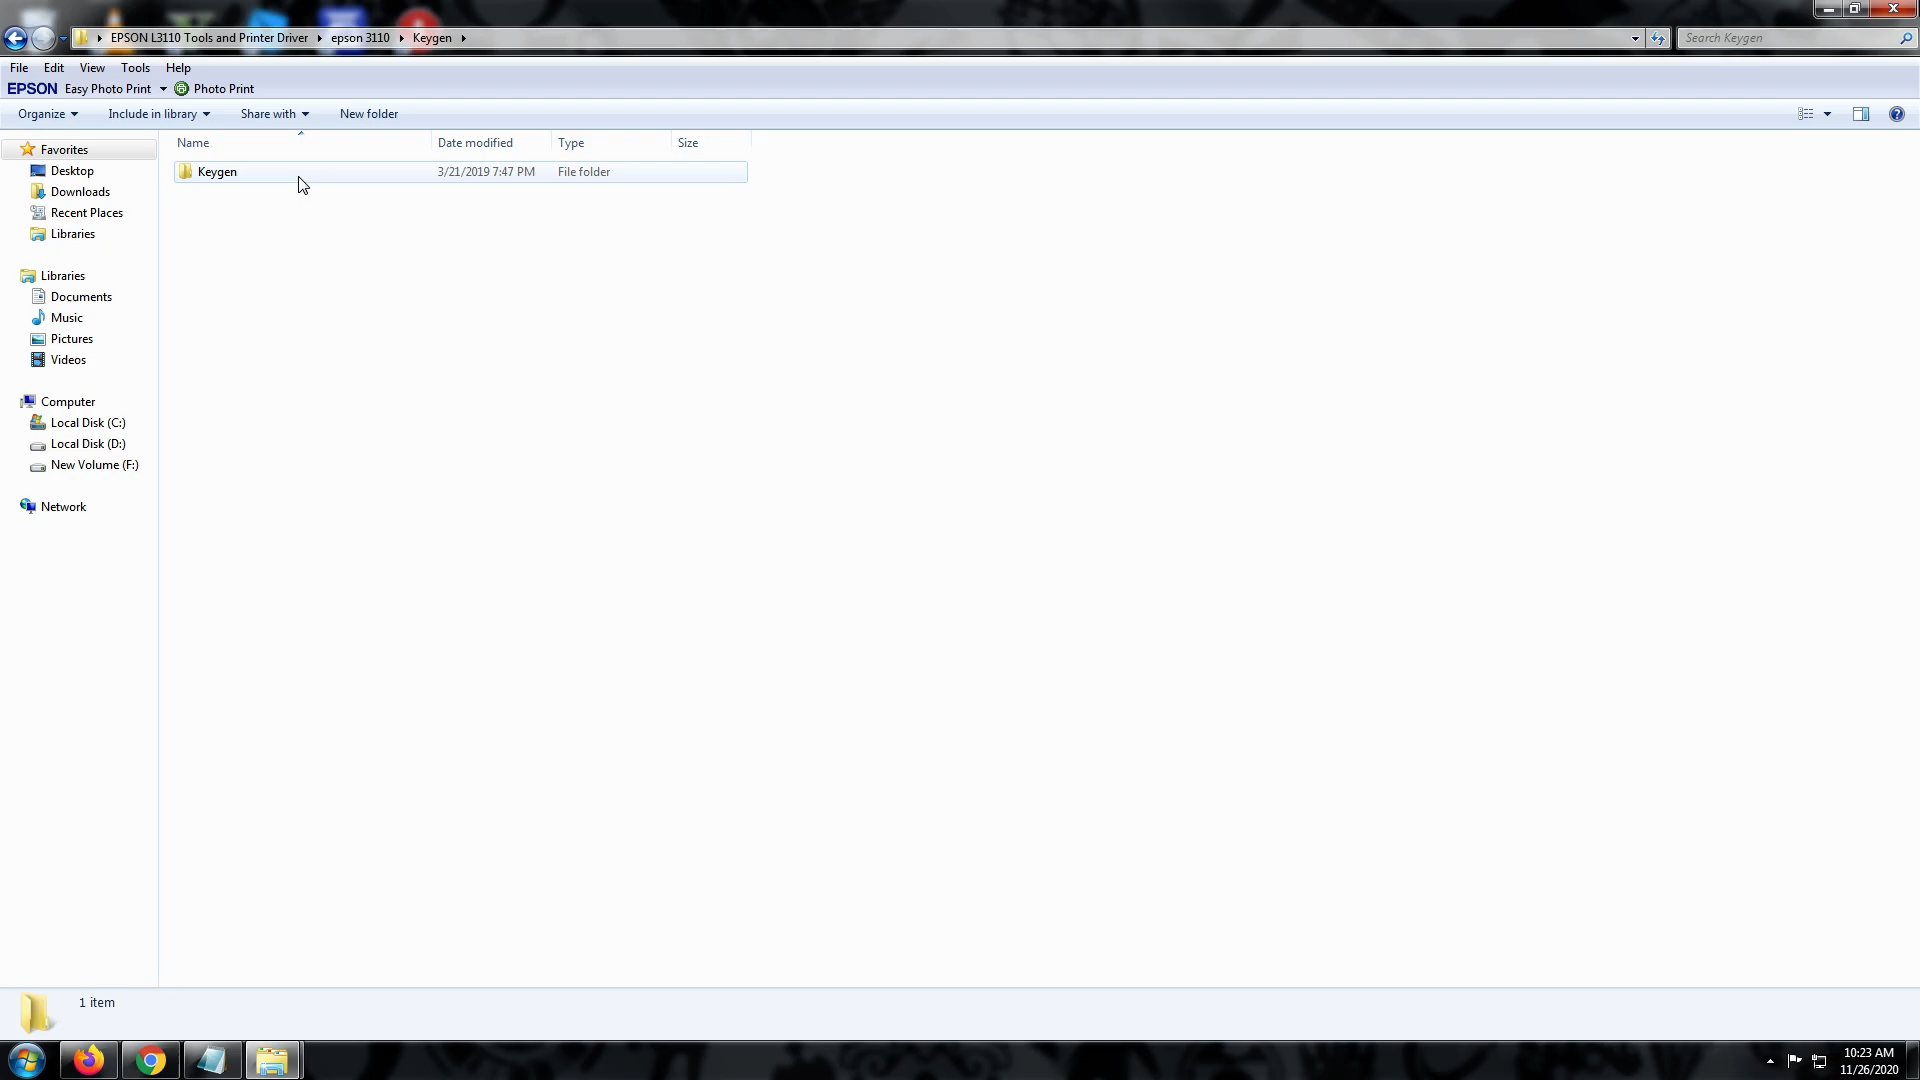 EPSON L3110 Tools and Printer Driver epson 3110 Keygen
Search Keygen
File Edit View Tools Help
EPSON Easy Photo Print Photo Print
Organize Include in library Share with New folder
Name Date modified Type Size
Keygen 3/21/2019 7:47 PM File folder
Favorites
Desktop
Downloads
Recent Places
Libraries
Libraries
Documents
Music
Pictures
Videos
Computer
Local Disk (C:)
Local Disk (D:)
New Volume (F:)
Network
1 item
10:23 AM
11/26/2020